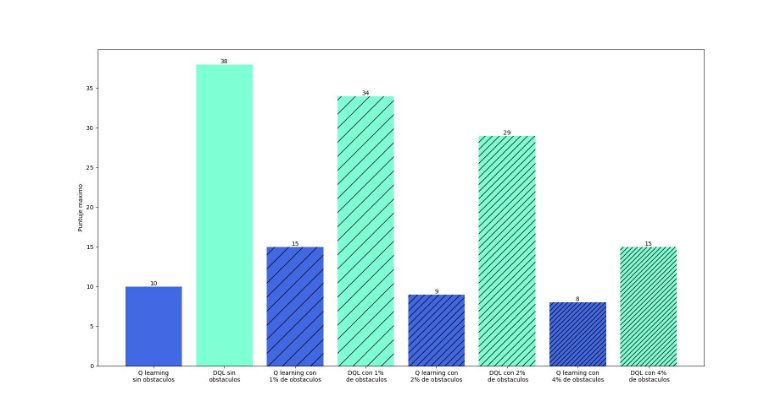 38
34
29
15
15
10
9
8
35
30
25
20
15
10
5
0
Puntuje maximo
Q learning
sin obstaculos
DQL sin
obstaculos
Q learning con
1% de obstaculos
DQL con 1%
de obstaculos
Q learning con
2% de obstaculos
DQL con 2%
de obstaculos
Q learning con
4% de obstaculos
DQL con 4%
de obstaculos